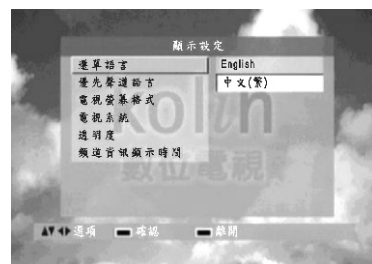 顯示設定
選單語言 English
優先聲道語言 中文(繁)
電視螢幕格式
電視系統
透明度
頻道資訊顯示時間
kolin
數位電視
選項 確認 離開